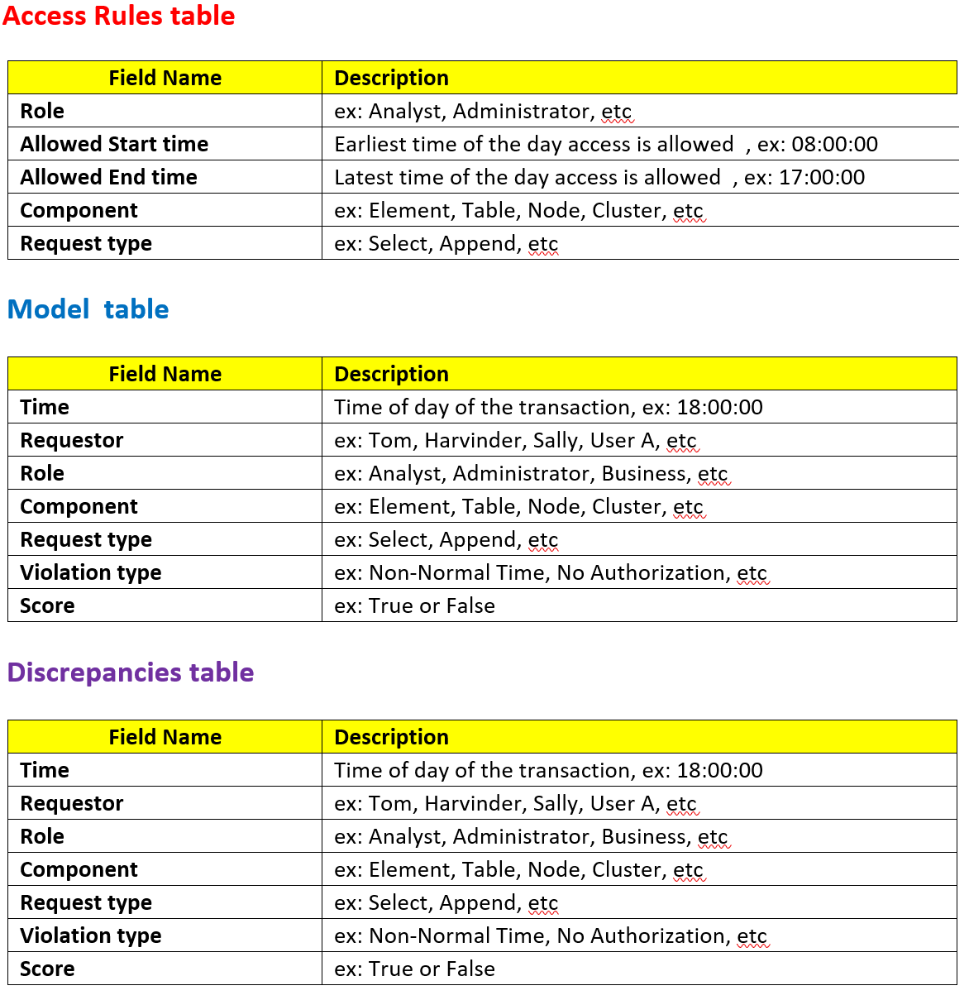 Access Rules table
Field Name Description
Role ex: Analyst, Administrator, etc
Allowed Start time Earliest time of the day access is allowed , ex: 08:00:00
Allowed End time Latest time of the day access is allowed , ex: 17:00:00
Component ex: Element, Table, Node, Cluster, etc
Request type ex: Select, Append, etc
Model table
Field Name Description
Time Time of day of the transaction, ex: 18:00:00
Requestor ex: Tom, Harvinder, Sally, User A, etc
Role ex: Analyst, Administrator, Business, etc
Component ex: Element, Table, Node, Cluster, etc
Request type ex: Select, Append, etc
Violation type ex: Non-Normal Time, No Authorization, etc
Score ex: True or False
Discrepancies table
Field Name Description
Time Time of day of the transaction, ex: 18:00:00
Requestor ex: Tom, Harvinder, Sally, User A, etc
Role ex: Analyst, Administrator, Business, etc
Component ex: Element, Table, Node, Cluster, etc
Request type ex: Select, Append, etc
Violation type ex: Non-Normal Time, No Authorization, etc
Score ex: True or False